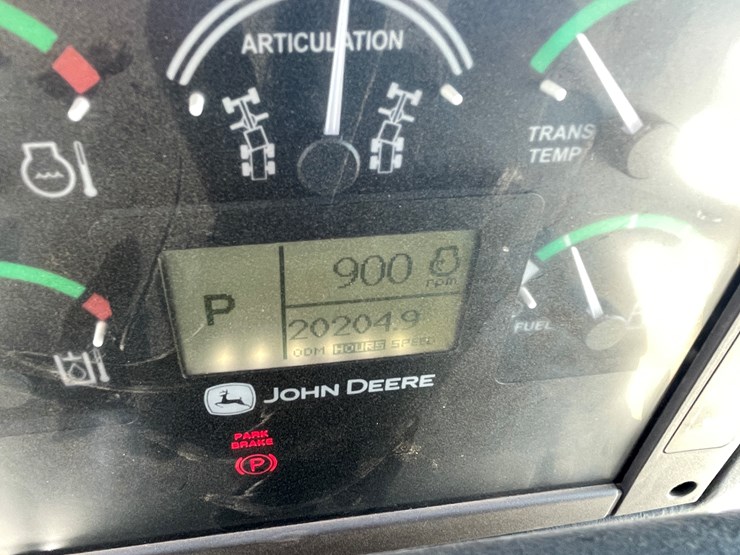 ARTICULATION
TRANS
TEMP
900
rpm
P
20204.9
ODM HOURS SPEED
FUEL
JOHN DEERE
PARK
BRAKE
P